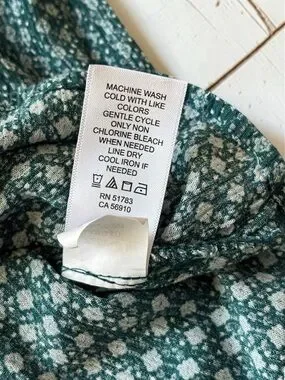 MACHINE WASH
COLD WITH LIKE
COLORS
GENTLE CYCLE
ONLY NON
CHLORINE BLEACH
WHEN NEEDED
LINE DRY
COOL IRON IF
NEEDED
RN 51783
CA 56910